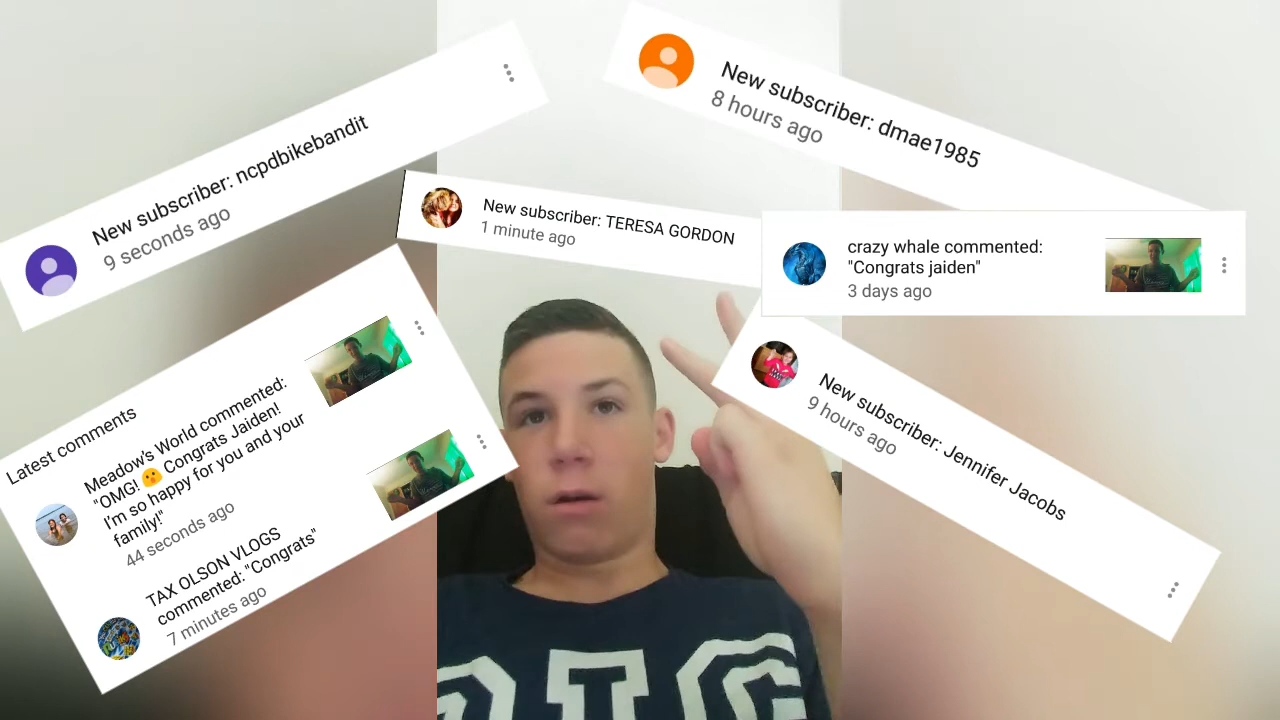 New subscriber: ncpdbikebandit
9 seconds ago
New subscriber: dmae1985
8 hours ago
New subscriber: TERESA GORDON
1 minute ago
crazy whale commented:
"Congrats jaiden"
3 days ago
New subscriber: Jennifer Jacobs
9 hours ago
Latest comments
Meadow's World commented:
"OMG! 🤭 Congrats Jaiden!
I'm so happy for you and your
family!"
44 seconds ago
TAX OLSON VLOGS
commented: "Congrats"
7 minutes ago